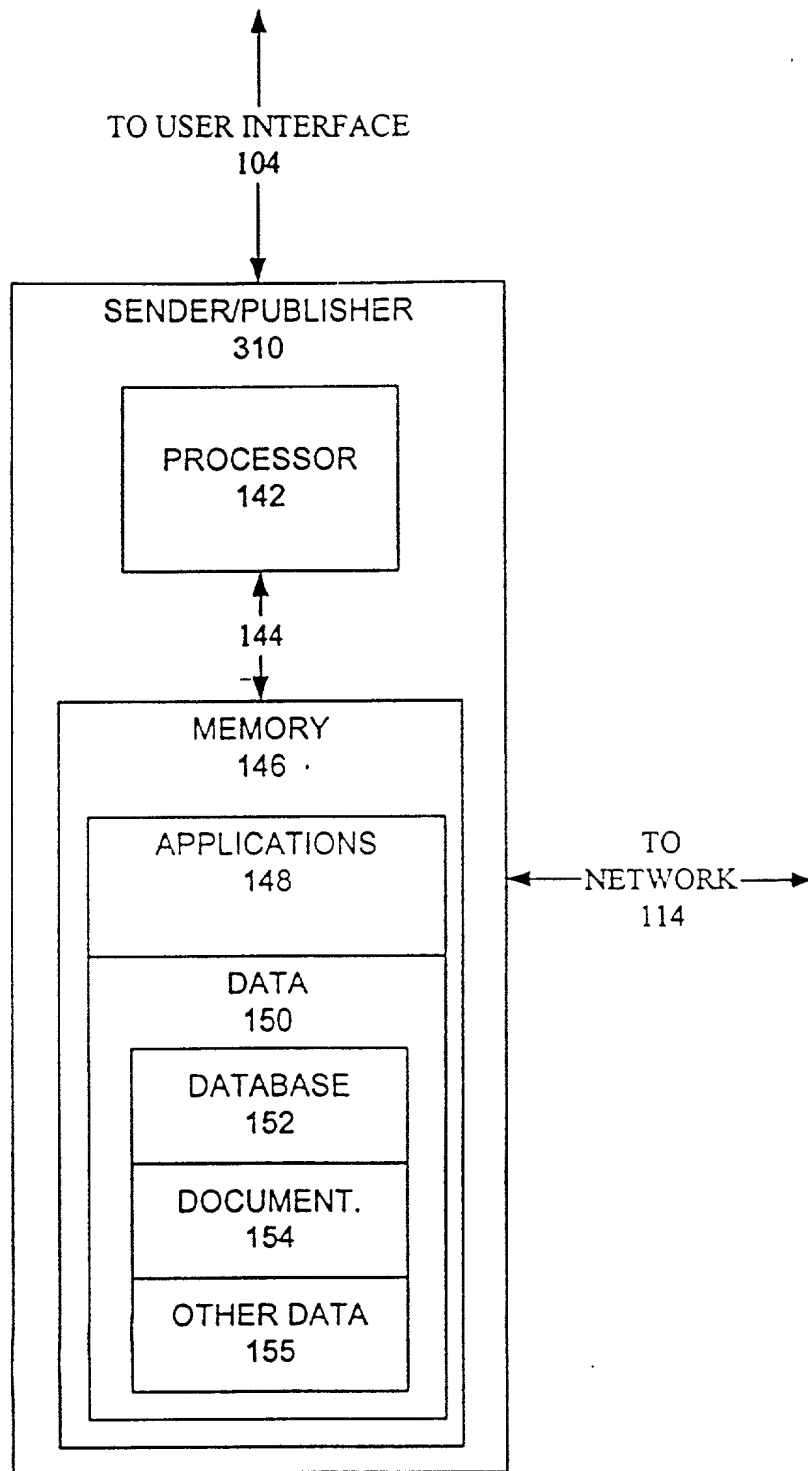 TO USER INTERFACE
104
SENDER/PUBLISHER
310
PROCESSOR
142
144
MEMORY
146
APPLICATIONS
148
TO
NETWORK
114
DATA
150
DATABASE
152
DOCUMENT.
154
OTHER DATA
155